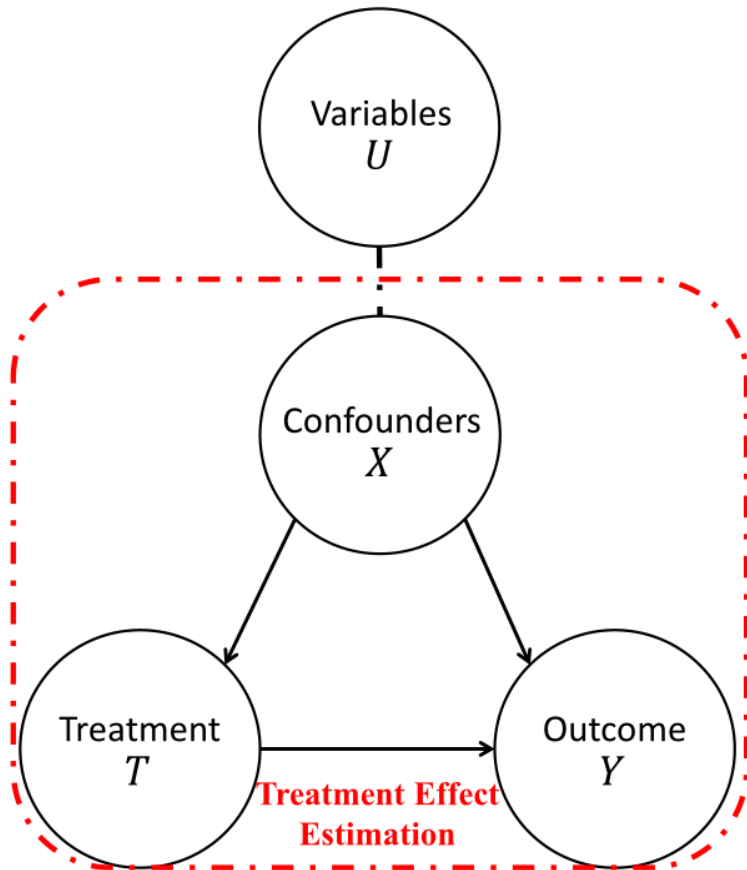 Variables
U
Confounders
X
Treatment
T
Outcome
Y
Treatment Effect
Estimation